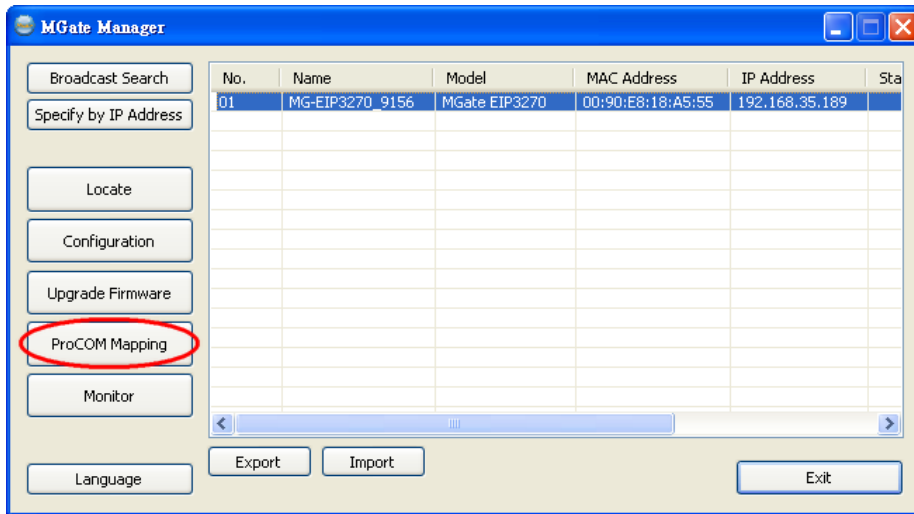 MGate Manager
Broadcast Search
Specify by IP Address
Locate
Configuration
Upgrade Firmware
ProCOM Mapping
Monitor
Language
No. Name Model MAC Address IP Address Sta
01 MG-EIP3270_9156 MGate EIP3270 00:90:E8:18:A5:55 192.168.35.189
Export Import
Exit